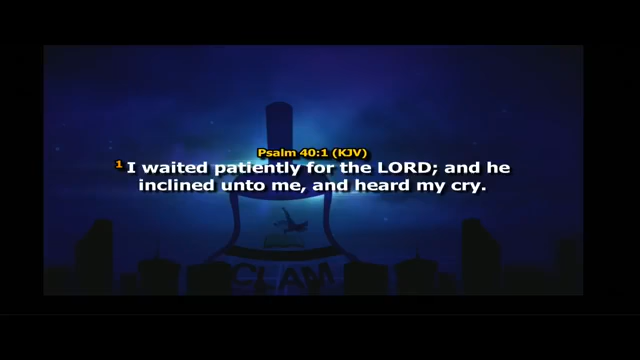 Psalm 40:1 (KJV)
1 I waited patiently for the LORD; and he
inclined unto me, and heard my cry.
CLAM